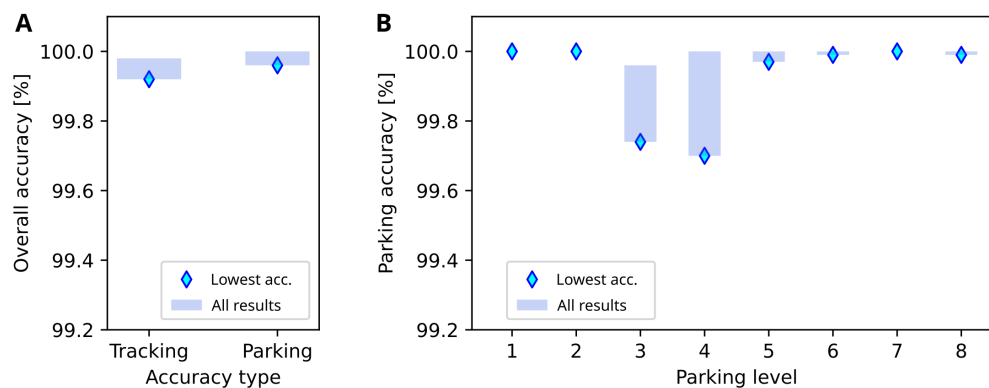 A
Overall accuracy [%]
100.0
99.8
99.6
99.4
99.2
Lowest acc.
All results
Tracking Parking
Accuracy type
B
Parking accuracy [%]
100.0
99.8
99.6
99.4
99.2
Lowest acc.
All results
1 2 3 4 5 6 7 8
Parking level